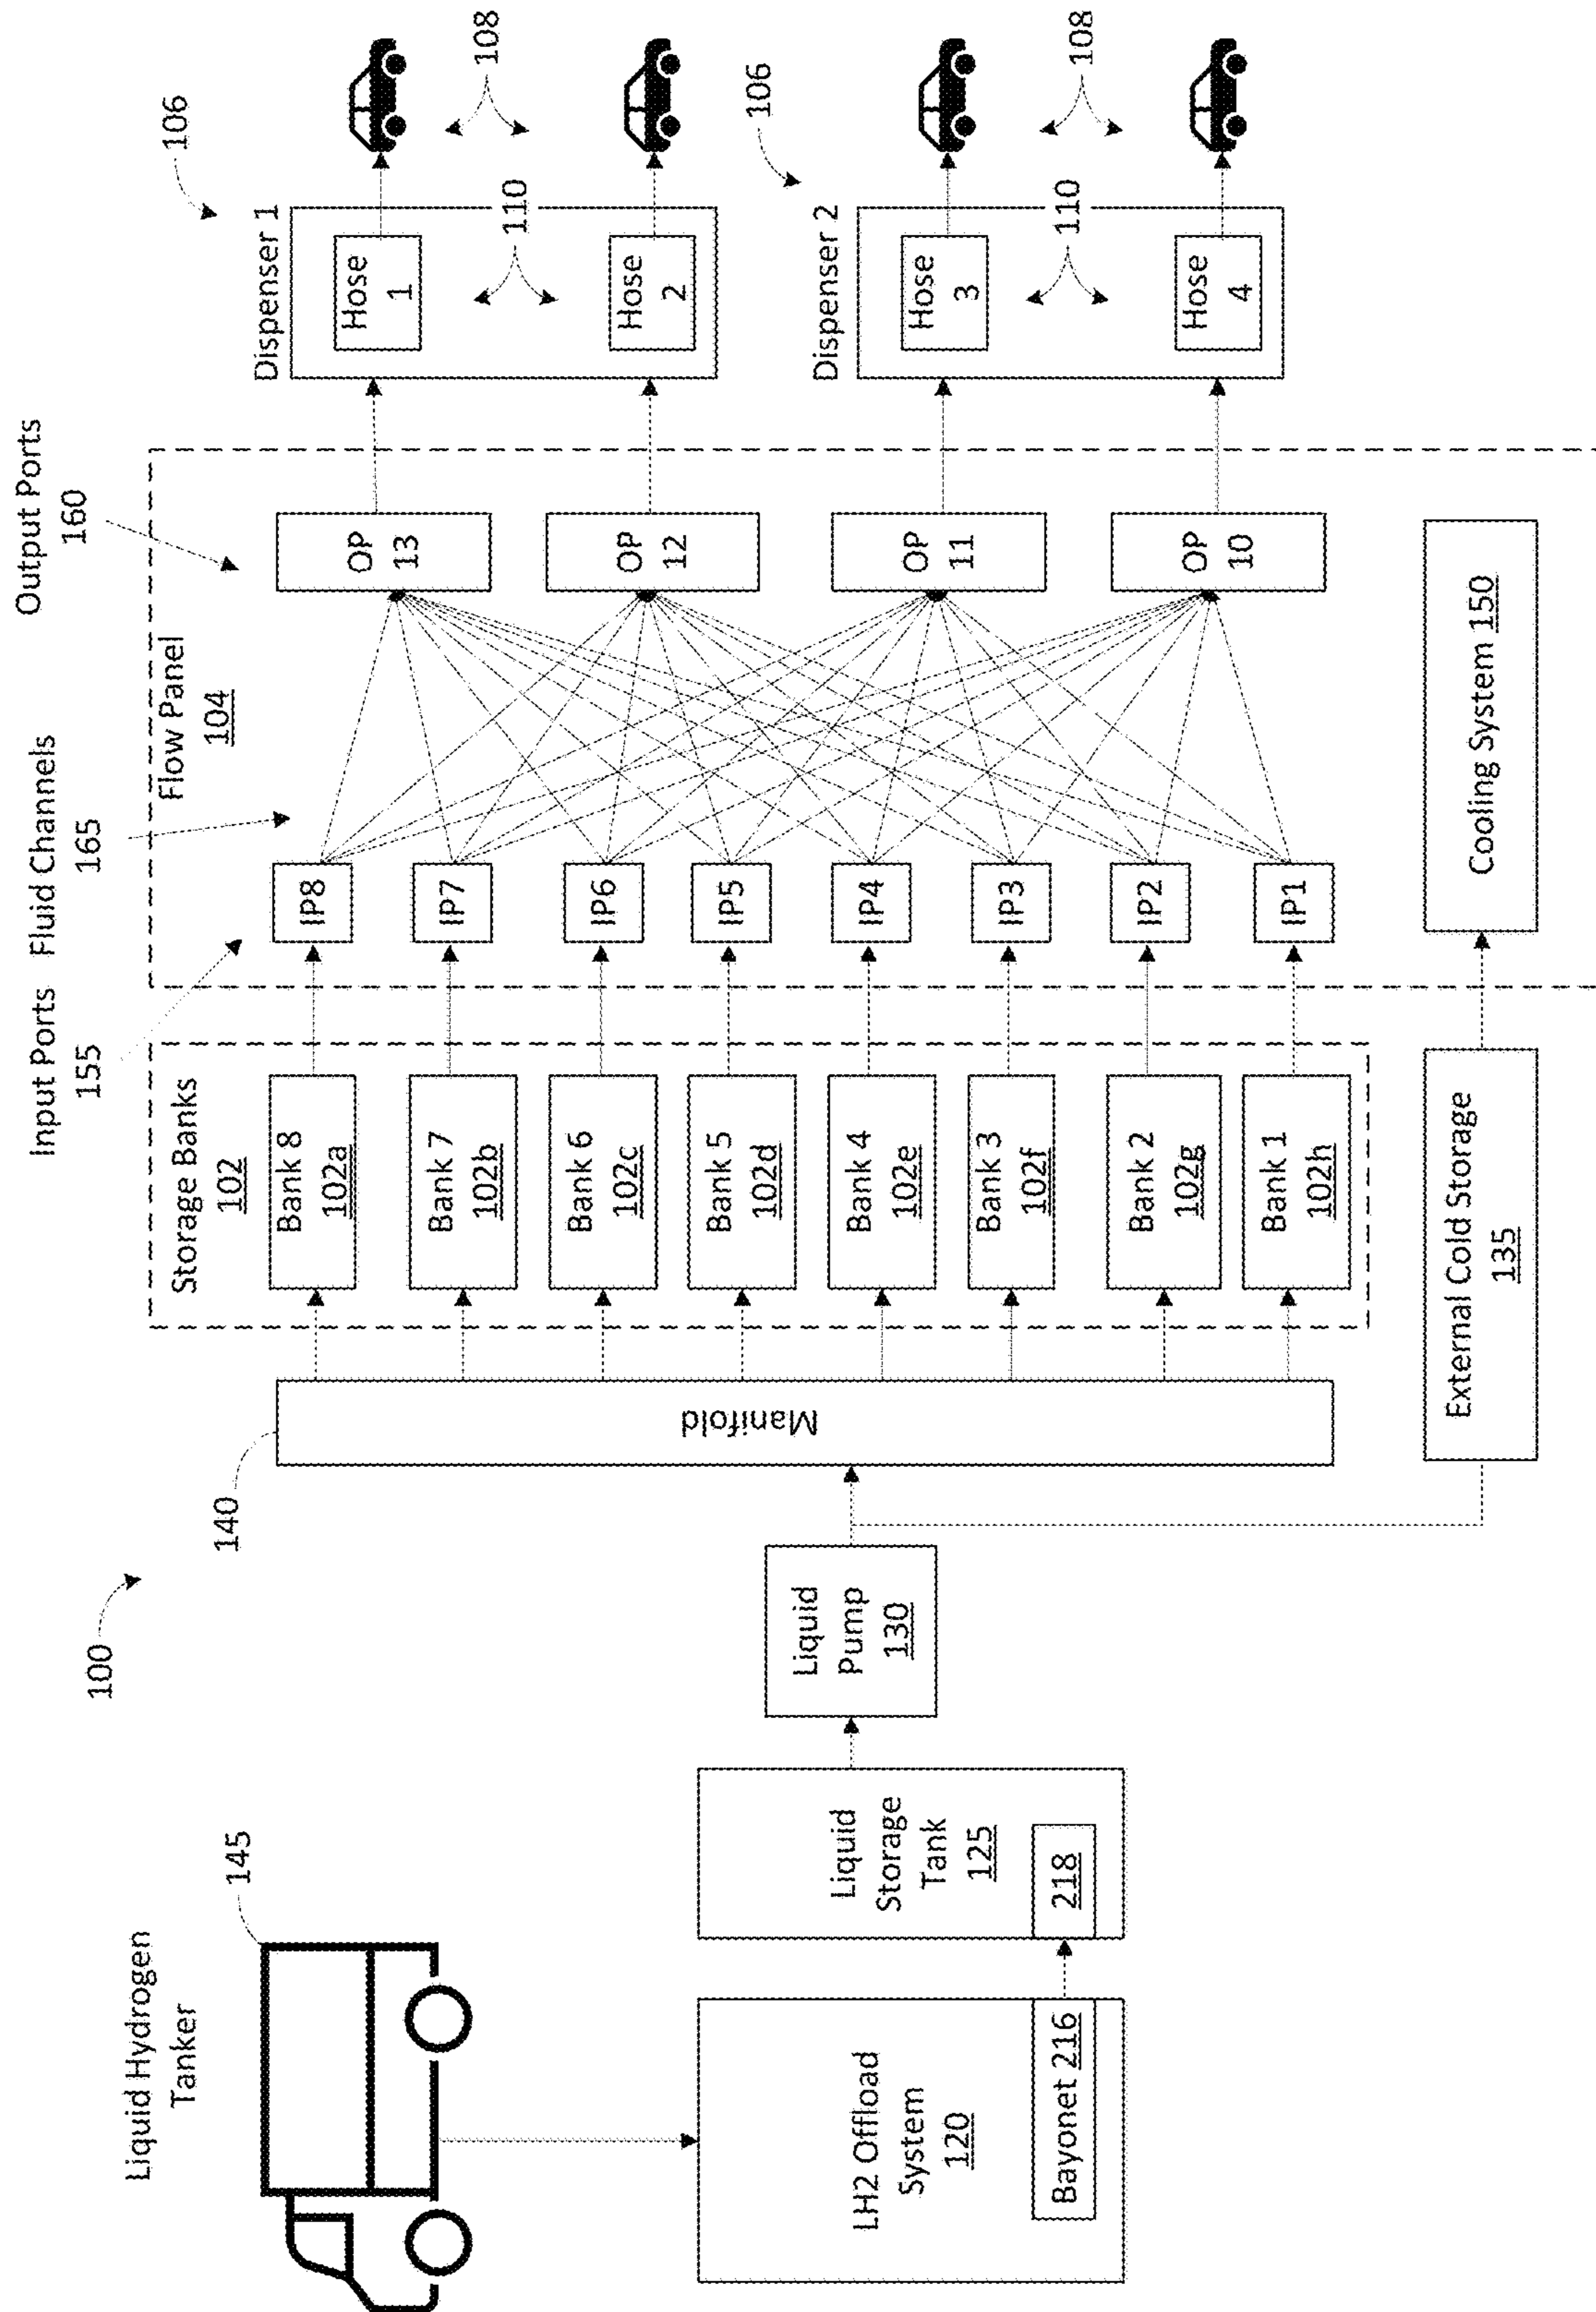 100
Liquid Hydrogen
Tanker
145
LH2 Offload
System
120
Bayonet 216
Liquid
Storage
Tank
125
218
Liquid
Pump
130
140
Manifold
External Cold Storage
135
Storage Banks
102
Bank 8
102a
Bank 7
102b
Bank 6
102c
Bank 5
102d
Bank 4
102e
Bank 3
102f
Bank 2
102g
Bank 1
102h
Input Ports
155
Fluid Channels
165
Output Ports
160
Flow Panel
104
IP8
IP7
IP6
IP5
IP4
IP3
IP2
IP1
OP
13
OP
12
OP
11
OP
10
Cooling System 150
Dispenser 1
106
Hose
1
110
Hose
2
108
Dispenser 2
106
Hose
3
110
Hose
4
108